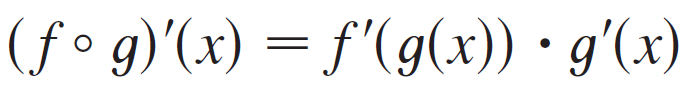 (f ∘ g)′(x) = f′(g(x)) · g′(x)